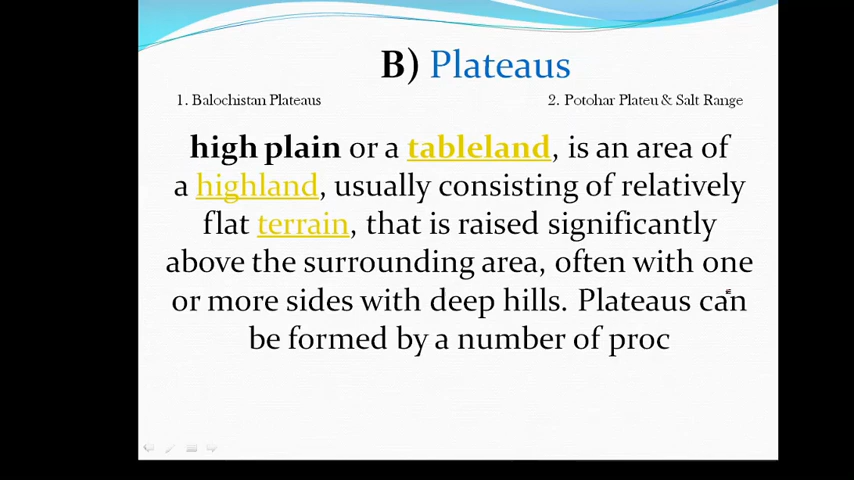 B) Plateaus
1. Balochistan Plateaus 2. Potohar Plateu & Salt Range
high plain or a tableland, is an area of
a highland, usually consisting of relatively
flat terrain, that is raised significantly
above the surrounding area, often with one
or more sides with deep hills. Plateaus can
be formed by a number of proc